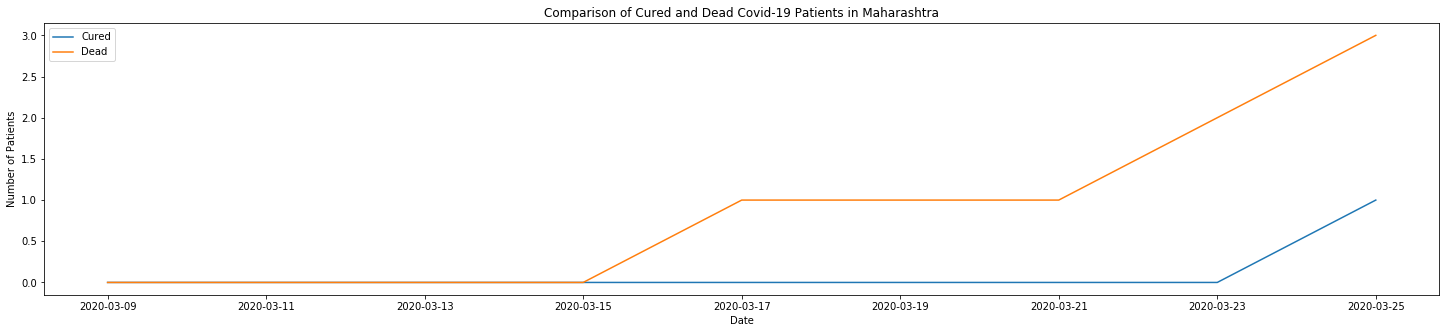 Comparison of Cured and Dead Covid-19 Patients in Maharashtra
Cured
Dead
Number of Patients
3.0
2.5
2.0
1.5
1.0
0.5
0.0
2020-03-09 2020-03-11 2020-03-13 2020-03-15 2020-03-17 2020-03-19 2020-03-21 2020-03-23 2020-03-25
Date